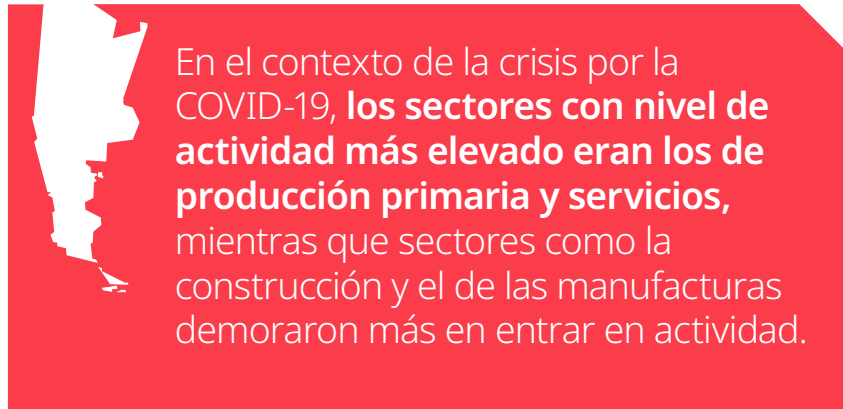 En el contexto de la crisis por la
COVID-19, los sectores con nivel de
actividad más elevado eran los de
producción primaria y servicios,
mientras que sectores como la
construcción y el de las manufacturas
demoraron más en entrar en actividad.